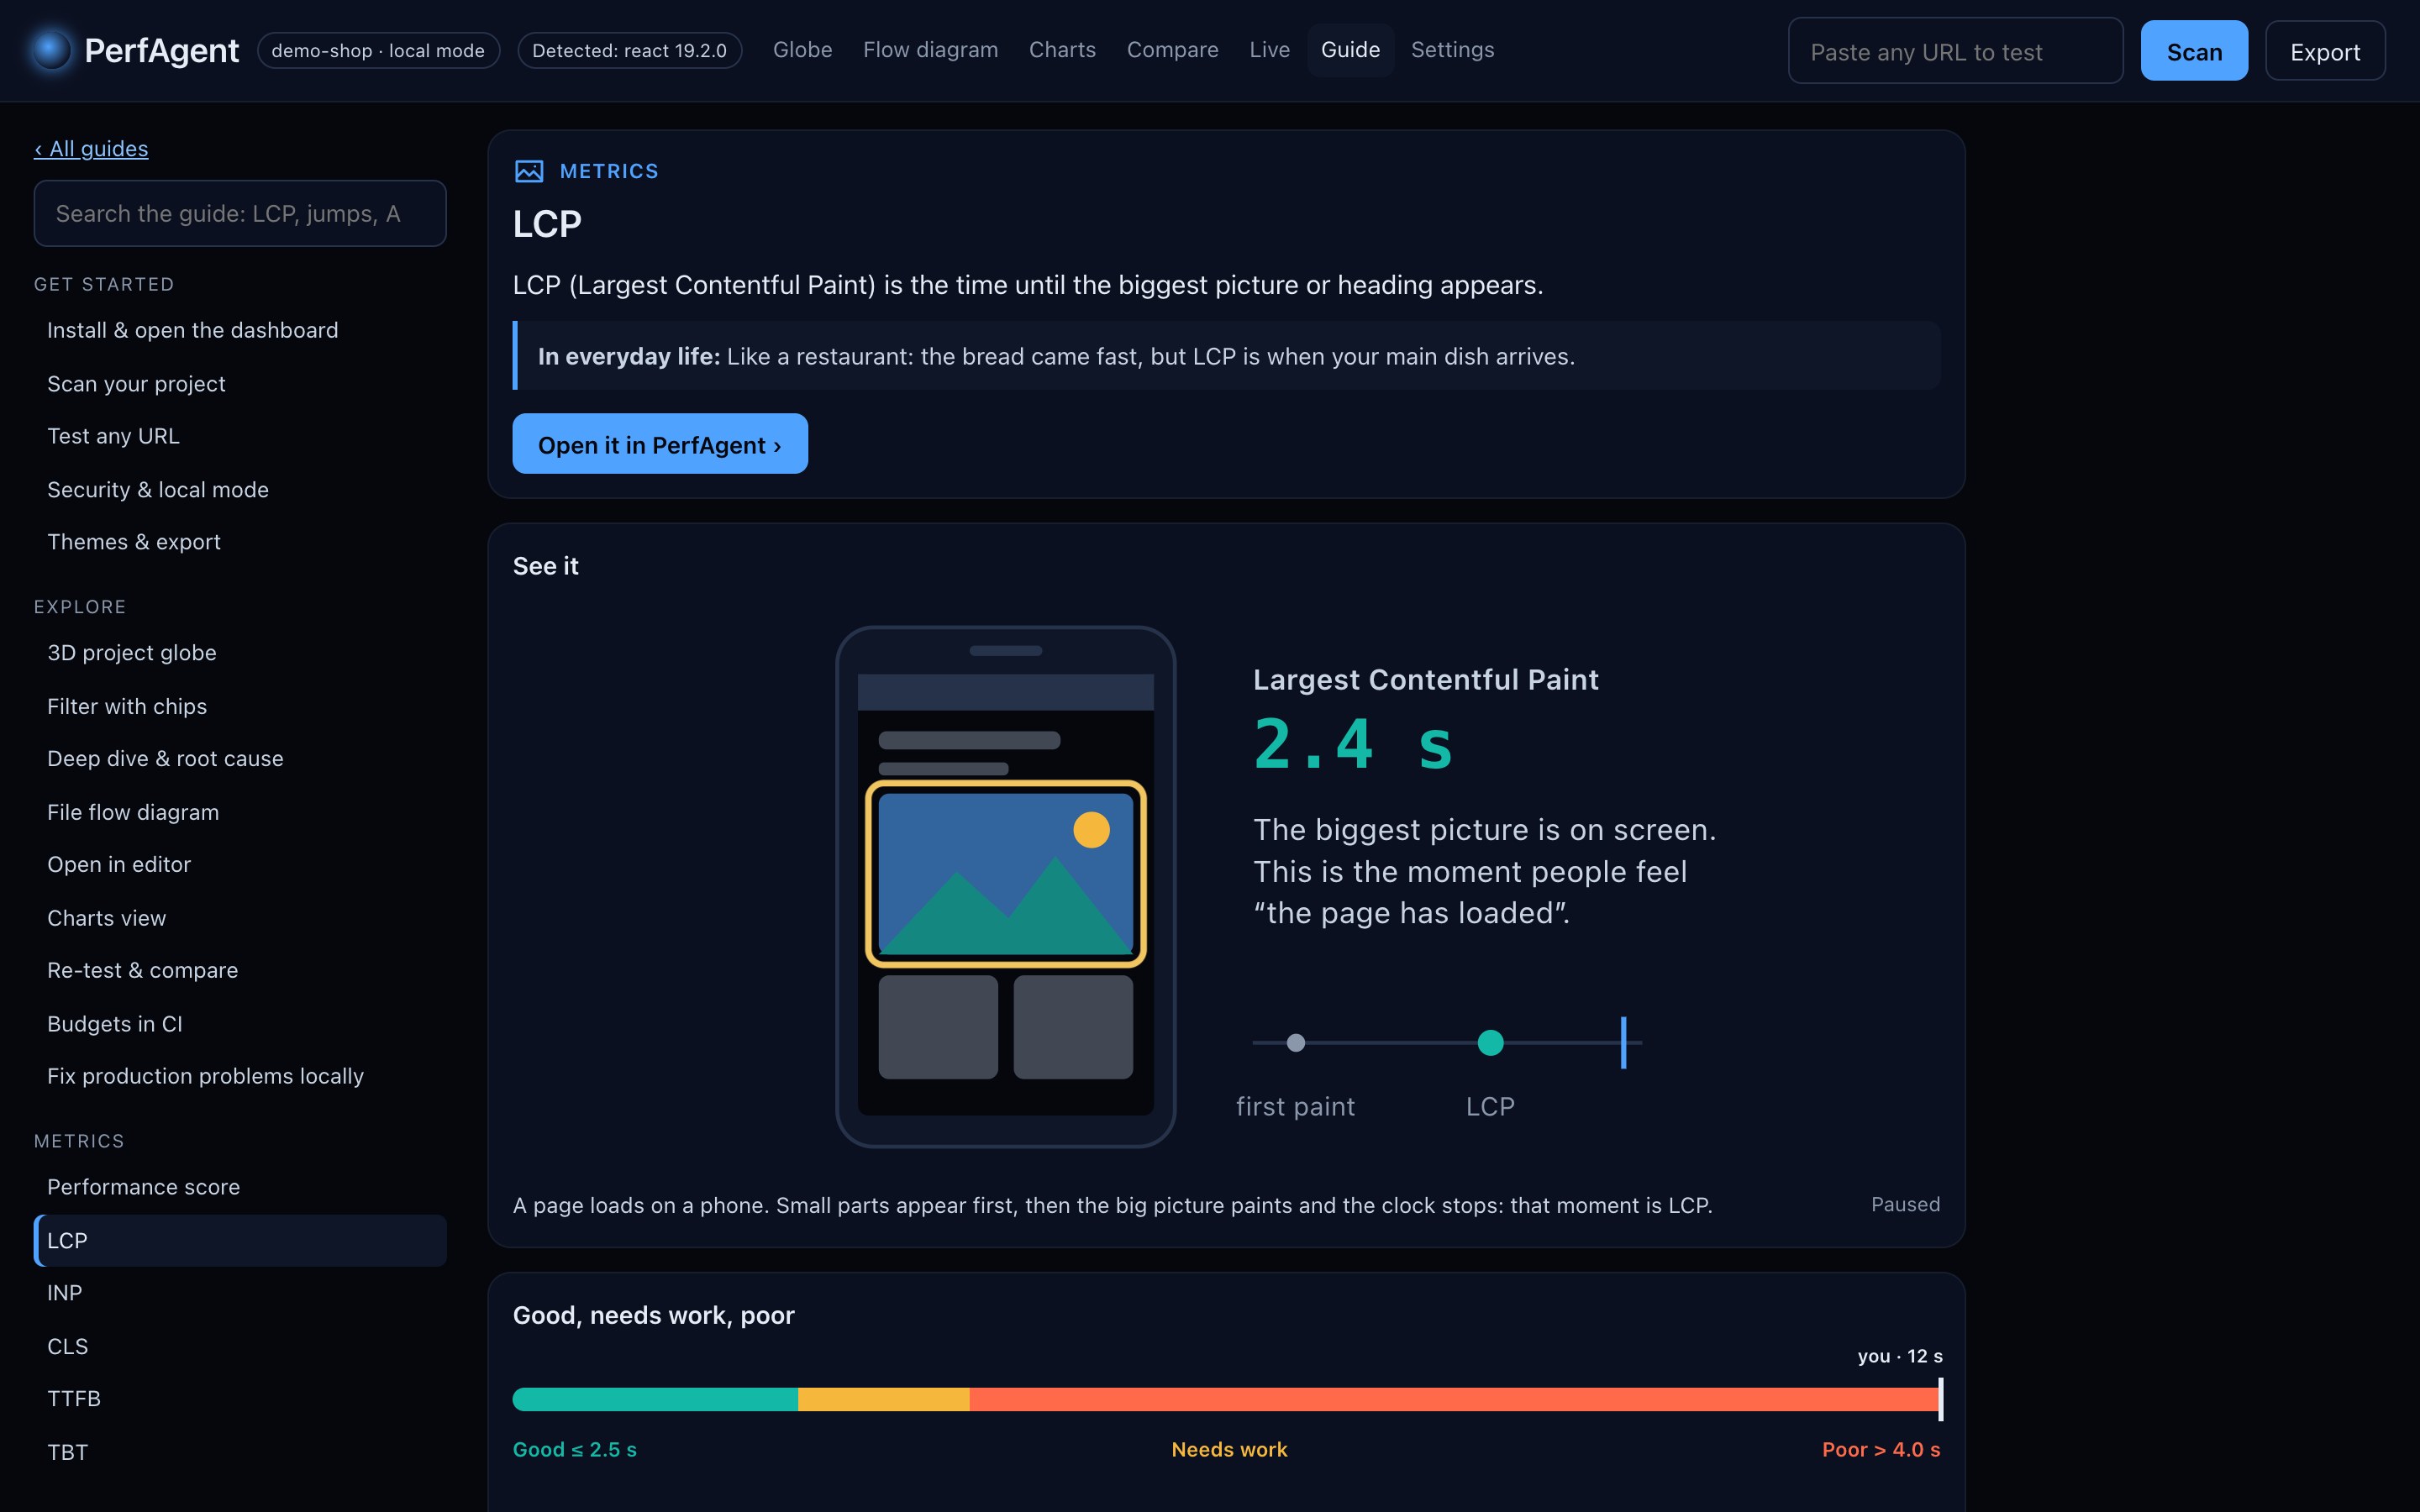 PerfAgent
demo-shop · local mode
Detected: react 19.2.0
Globe
Flow diagram
Charts
Compare
Live
Guide
Settings
Paste any URL to test
Scan
Export
‹ All guides
Search the guide: LCP, jumps, A
GET STARTED
Install & open the dashboard
Scan your project
Test any URL
Security & local mode
Themes & export
EXPLORE
3D project globe
Filter with chips
Deep dive & root cause
File flow diagram
Open in editor
Charts view
Re-test & compare
Budgets in CI
Fix production problems locally
METRICS
Performance score
LCP
INP
CLS
TTFB
TBT
METRICS
LCP
LCP (Largest Contentful Paint) is the time until the biggest picture or heading appears.
In everyday life: Like a restaurant: the bread came fast, but LCP is when your main dish arrives.
Open it in PerfAgent ›
See it
Largest Contentful Paint
2.4 s
The biggest picture is on screen.
This is the moment people feel
“the page has loaded”.
first paint
LCP
A page loads on a phone. Small parts appear first, then the big picture paints and the clock stops: that moment is LCP.
Paused
Good, needs work, poor
you · 12 s
Good ≤ 2.5 s
Needs work
Poor > 4.0 s